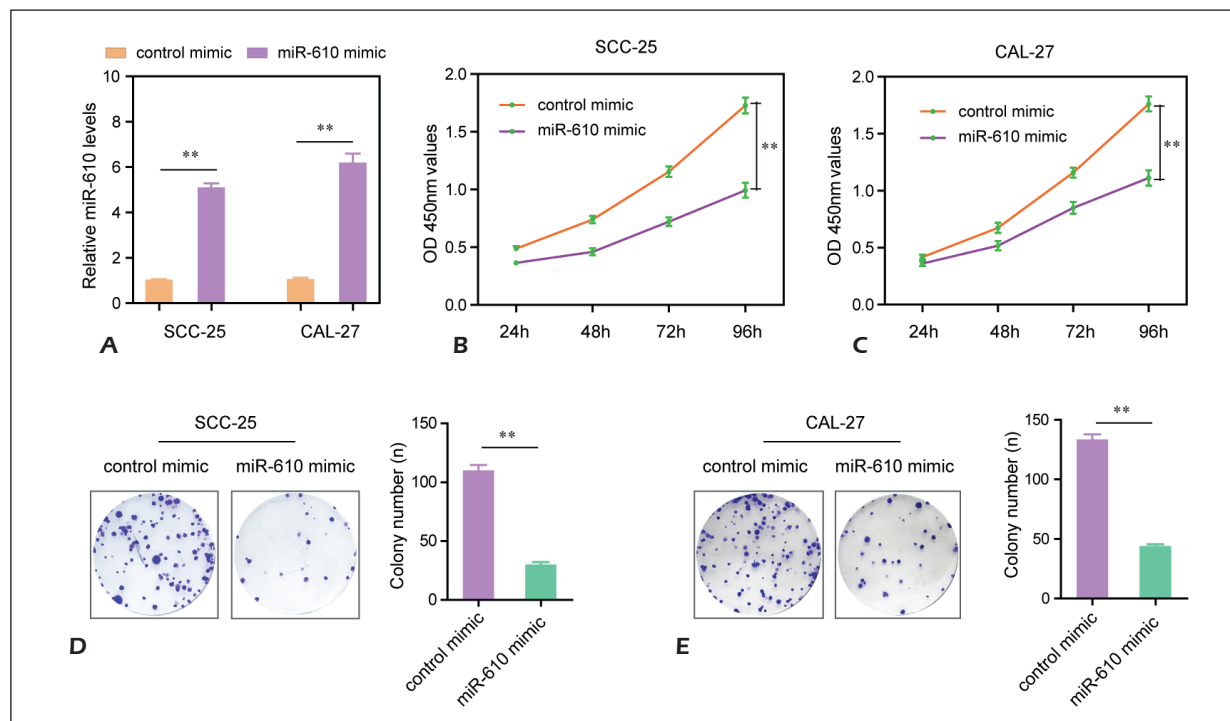 control mimic miR-610 mimic
Relative miR-610 levels
10
8
6
4
2
0
**
**
SCC-25 CAL-27
A
SCC-25
OD 450nm values
2.0
1.5
1.0
0.5
0.0
control mimic
miR-610 mimic
**
24h 48h 72h 96h
B
CAL-27
OD 450nm values
2.0
1.5
1.0
0.5
0.0
control mimic
miR-610 mimic
**
24h 48h 72h 96h
C
SCC-25
control mimic miR-610 mimic
Colony number (n)
150
100
50
0
**
control mimic
miR-610 mimic
D
CAL-27
control mimic miR-610 mimic
Colony number (n)
150
100
50
0
**
control mimic
miR-610 mimic
E